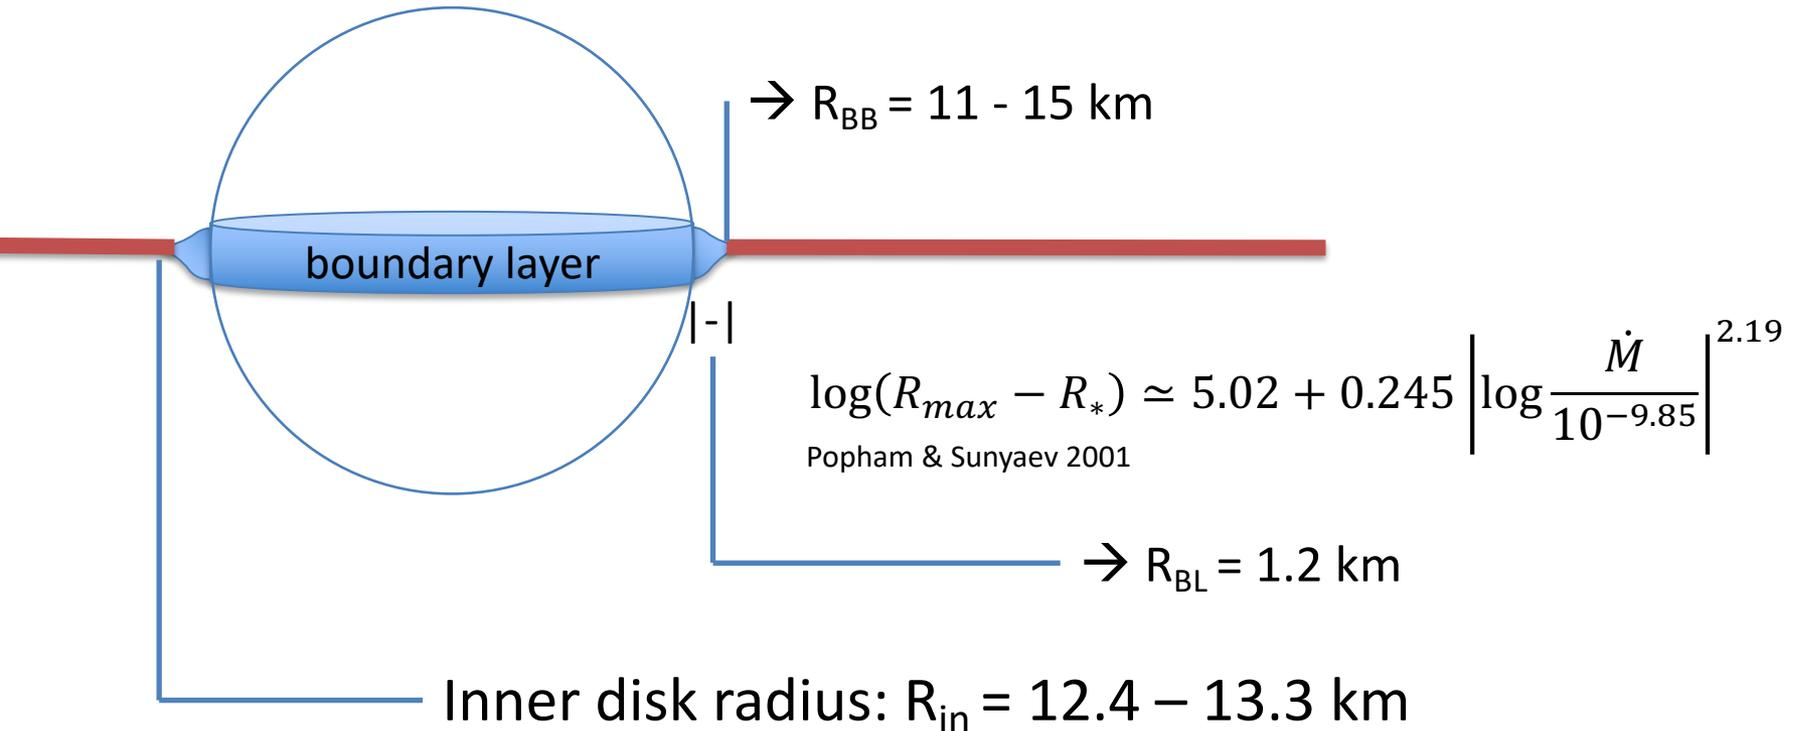 → R_BB = 11 - 15 km
boundary layer
|-|
log(R_max − R_*) ≃ 5.02 + 0.245 |log Ṁ/10^−9.85|^2.19
Popham & Sunyaev 2001
→ R_BL = 1.2 km
Inner disk radius: R_in = 12.4 – 13.3 km